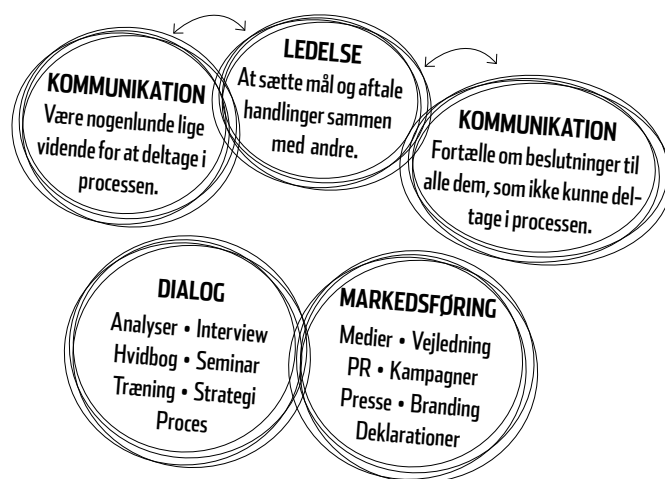 KOMMUNIKATION
Være nogenlunde lige
vidende for at deltage i
processen.
LEDELSE
At sætte mål og aftale
handlinger sammen
med andre.
KOMMUNIKATION
Fortælle om beslutninger til
alle dem, som ikke kunne del-
tage i processen.
DIALOG
Analyser • Interview
Hvidbog • Seminar
Træning • Strategi
Proces
MARKEDSFØRING
Medier • Vejledning
PR • Kampagner
Presse • Branding
Deklarationer